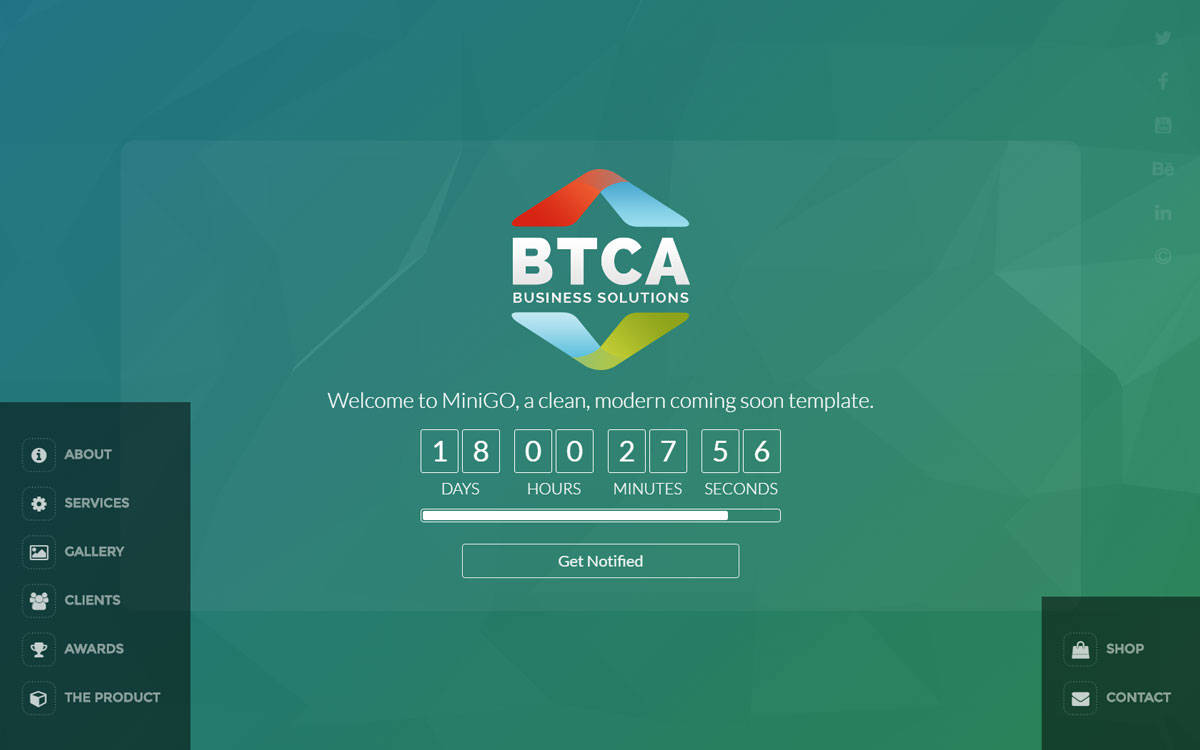 Bē
in
BTCA
BUSINESS SOLUTIONS
Welcome to MiniGO, a clean, modern coming soon template.
1 8 0 0 2 7 5 6
DAYS HOURS MINUTES SECONDS
Get Notified
ABOUT
SERVICES
GALLERY
CLIENTS
AWARDS
THE PRODUCT
SHOP
CONTACT